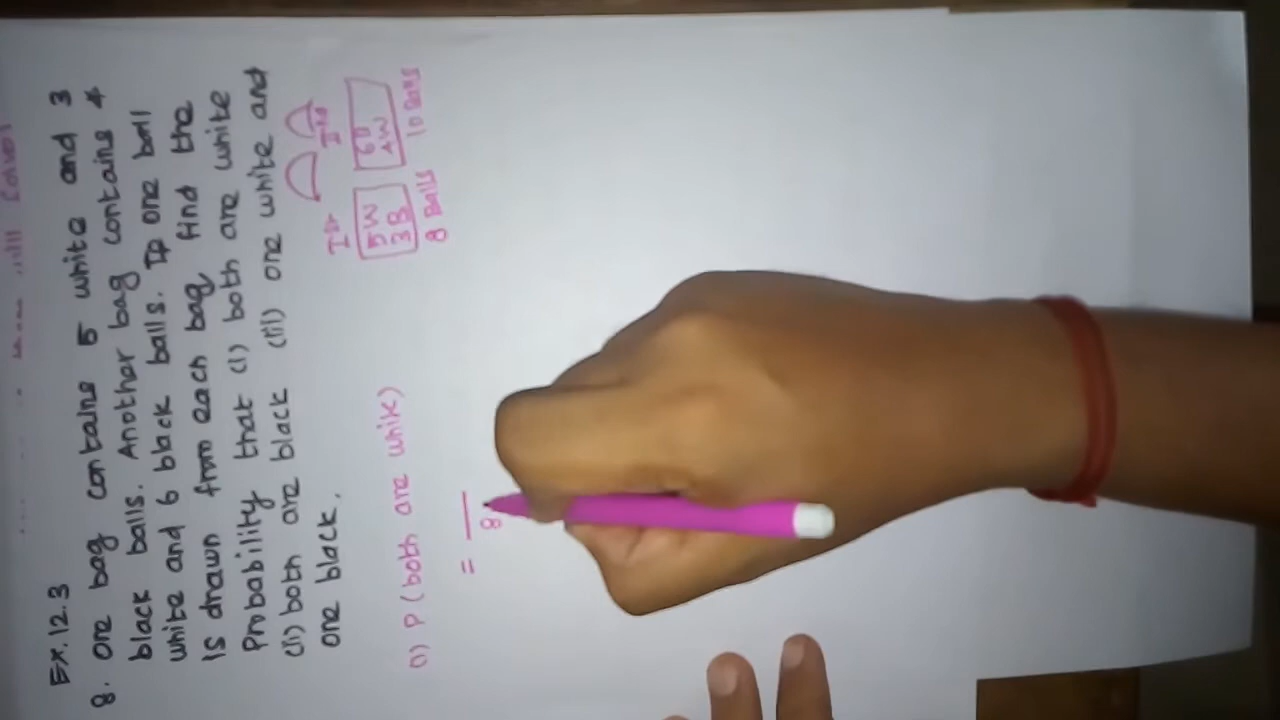 Ex.12.3
8. one bag contains 5 white and 3
black balls. Another bag contains 4
white and 6 black balls. If one ball
is drawn from each bag find the
Probability that (i) both are white
(ii) both are black (iii) one white and
one black.
Ist IInd
5W 6B
3B 4W
8 Balls 10 Balls
(i) P (both are white)
=
8